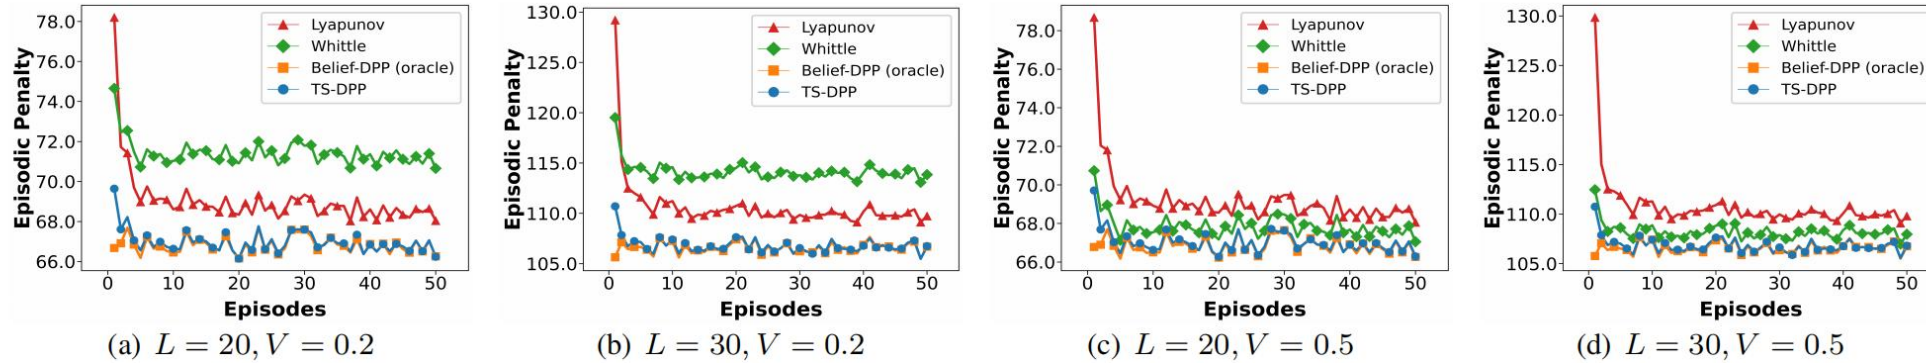 Episodic Penalty
78.0
76.0
74.0
72.0
70.0
68.0
66.0
Lyapunov
Whittle
Belief-DPP (oracle)
TS-DPP
0 10 20 30 40 50
Episodes
(a) L = 20, V = 0.2
Episodic Penalty
130.0
125.0
120.0
115.0
110.0
105.0
Lyapunov
Whittle
Belief-DPP (oracle)
TS-DPP
0 10 20 30 40 50
Episodes
(b) L = 30, V = 0.2
Episodic Penalty
78.0
76.0
74.0
72.0
70.0
68.0
66.0
Lyapunov
Whittle
Belief-DPP (oracle)
TS-DPP
0 10 20 30 40 50
Episodes
(c) L = 20, V = 0.5
Episodic Penalty
130.0
125.0
120.0
115.0
110.0
105.0
Lyapunov
Whittle
Belief-DPP (oracle)
TS-DPP
0 10 20 30 40 50
Episodes
(d) L = 30, V = 0.5